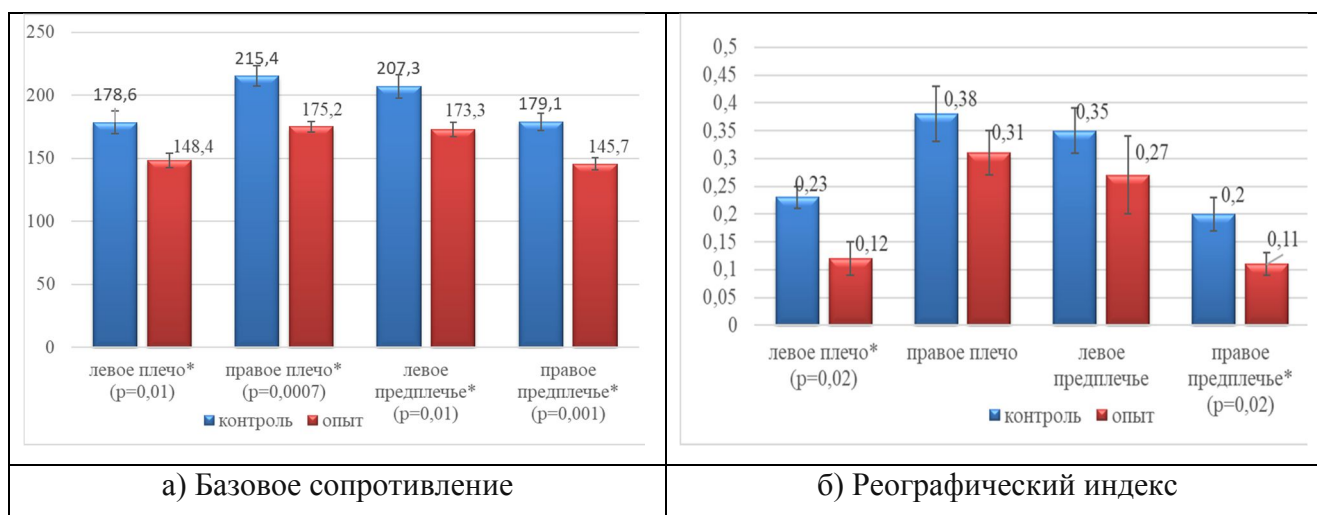 250
200
150
100
50
0
178,6
148,4
215,4
175,2
207,3
173,3
179,1
145,7
левое плечо*
(p=0,01)
правое плечо*
(p=0,0007)
левое
предплечье*
(p=0,01)
правое
предплечье*
(p=0,001)
контроль
опыт
а) Базовое сопротивление
0,5
0,45
0,4
0,35
0,3
0,25
0,2
0,15
0,1
0,05
0
0,23
0,12
0,38
0,31
0,35
0,27
0,2
0,11
левое плечо*
(p=0,02)
правое плечо
левое
предплечье
правое
предплечье*
(p=0,02)
контроль
опыт
б) Реографический индекс